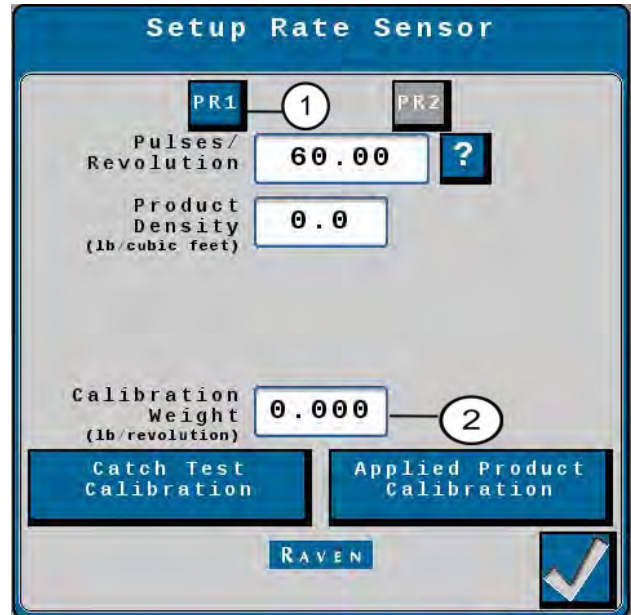 Setup Rate Sensor
PR1
1
PR2
Pulses/
Revolution
60.00
?
Product
Density
(lb/cubic feet)
0.0
Calibration
Weight
(lb/revolution)
0.000
2
Catch Test
Calibration
Applied Product
Calibration
RAVEN